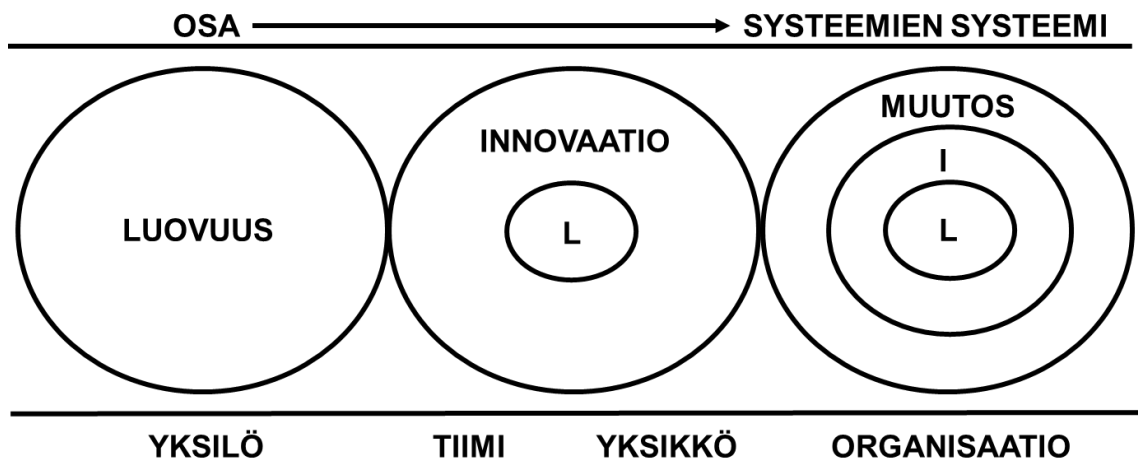 OSA SYSTEEMIEN SYSTEEMI
MUUTOS
INNOVAATIO
I
LUOVUUS
L
L
YKSILÖ TIIMI YKSIKKÖ ORGANISAATIO